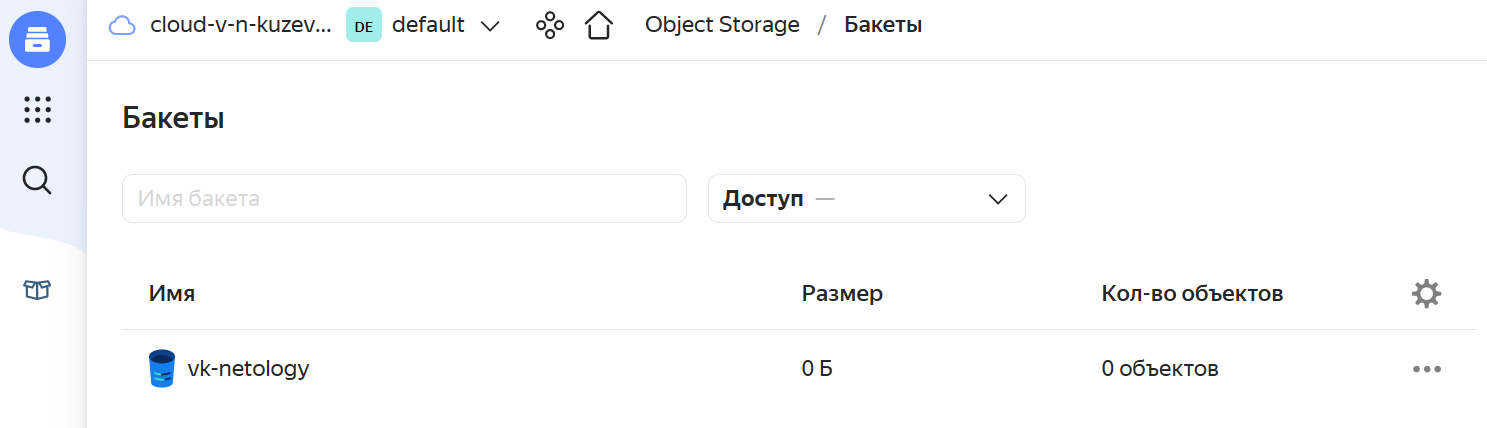 cloud-v-n-kuzev... DE default Object Storage / Бакеты
Бакеты
Имя бакета Доступ —
Имя Размер Кол-во объектов
vk-netology 0 Б 0 объектов